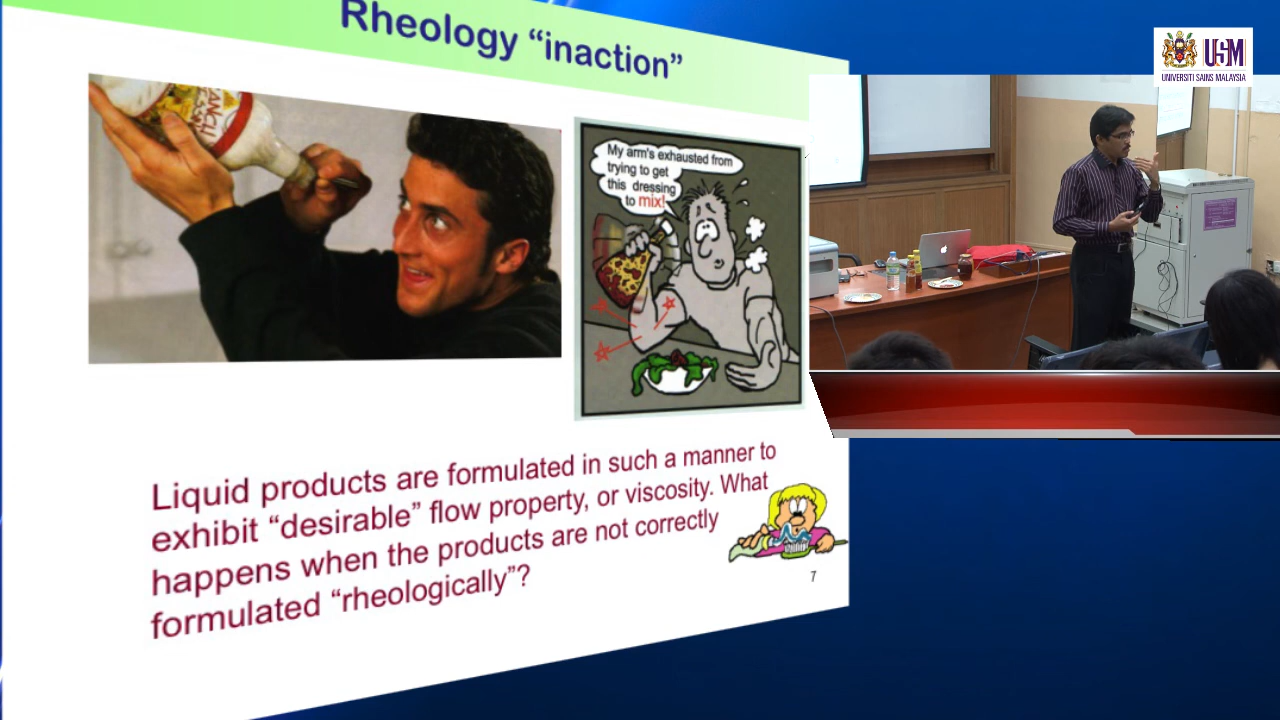 Rheology “inaction”
My arm's exhausted from
trying to get
this dressing
to mix!
Liquid products are formulated in such a manner to
exhibit “desirable” flow property, or viscosity. What
happens when the products are not correctly
formulated “rheologically”?
7
USM
UNIVERSITI SAINS MALAYSIA